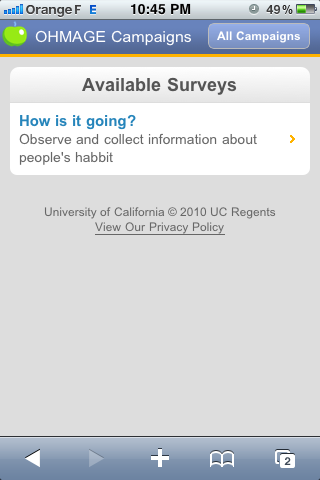 Orange F E 10:45 PM 49%
OHMAGE Campaigns All Campaigns
Available Surveys
How is it going?
Observe and collect information about
people's habbit
University of California © 2010 UC Regents
View Our Privacy Policy
2